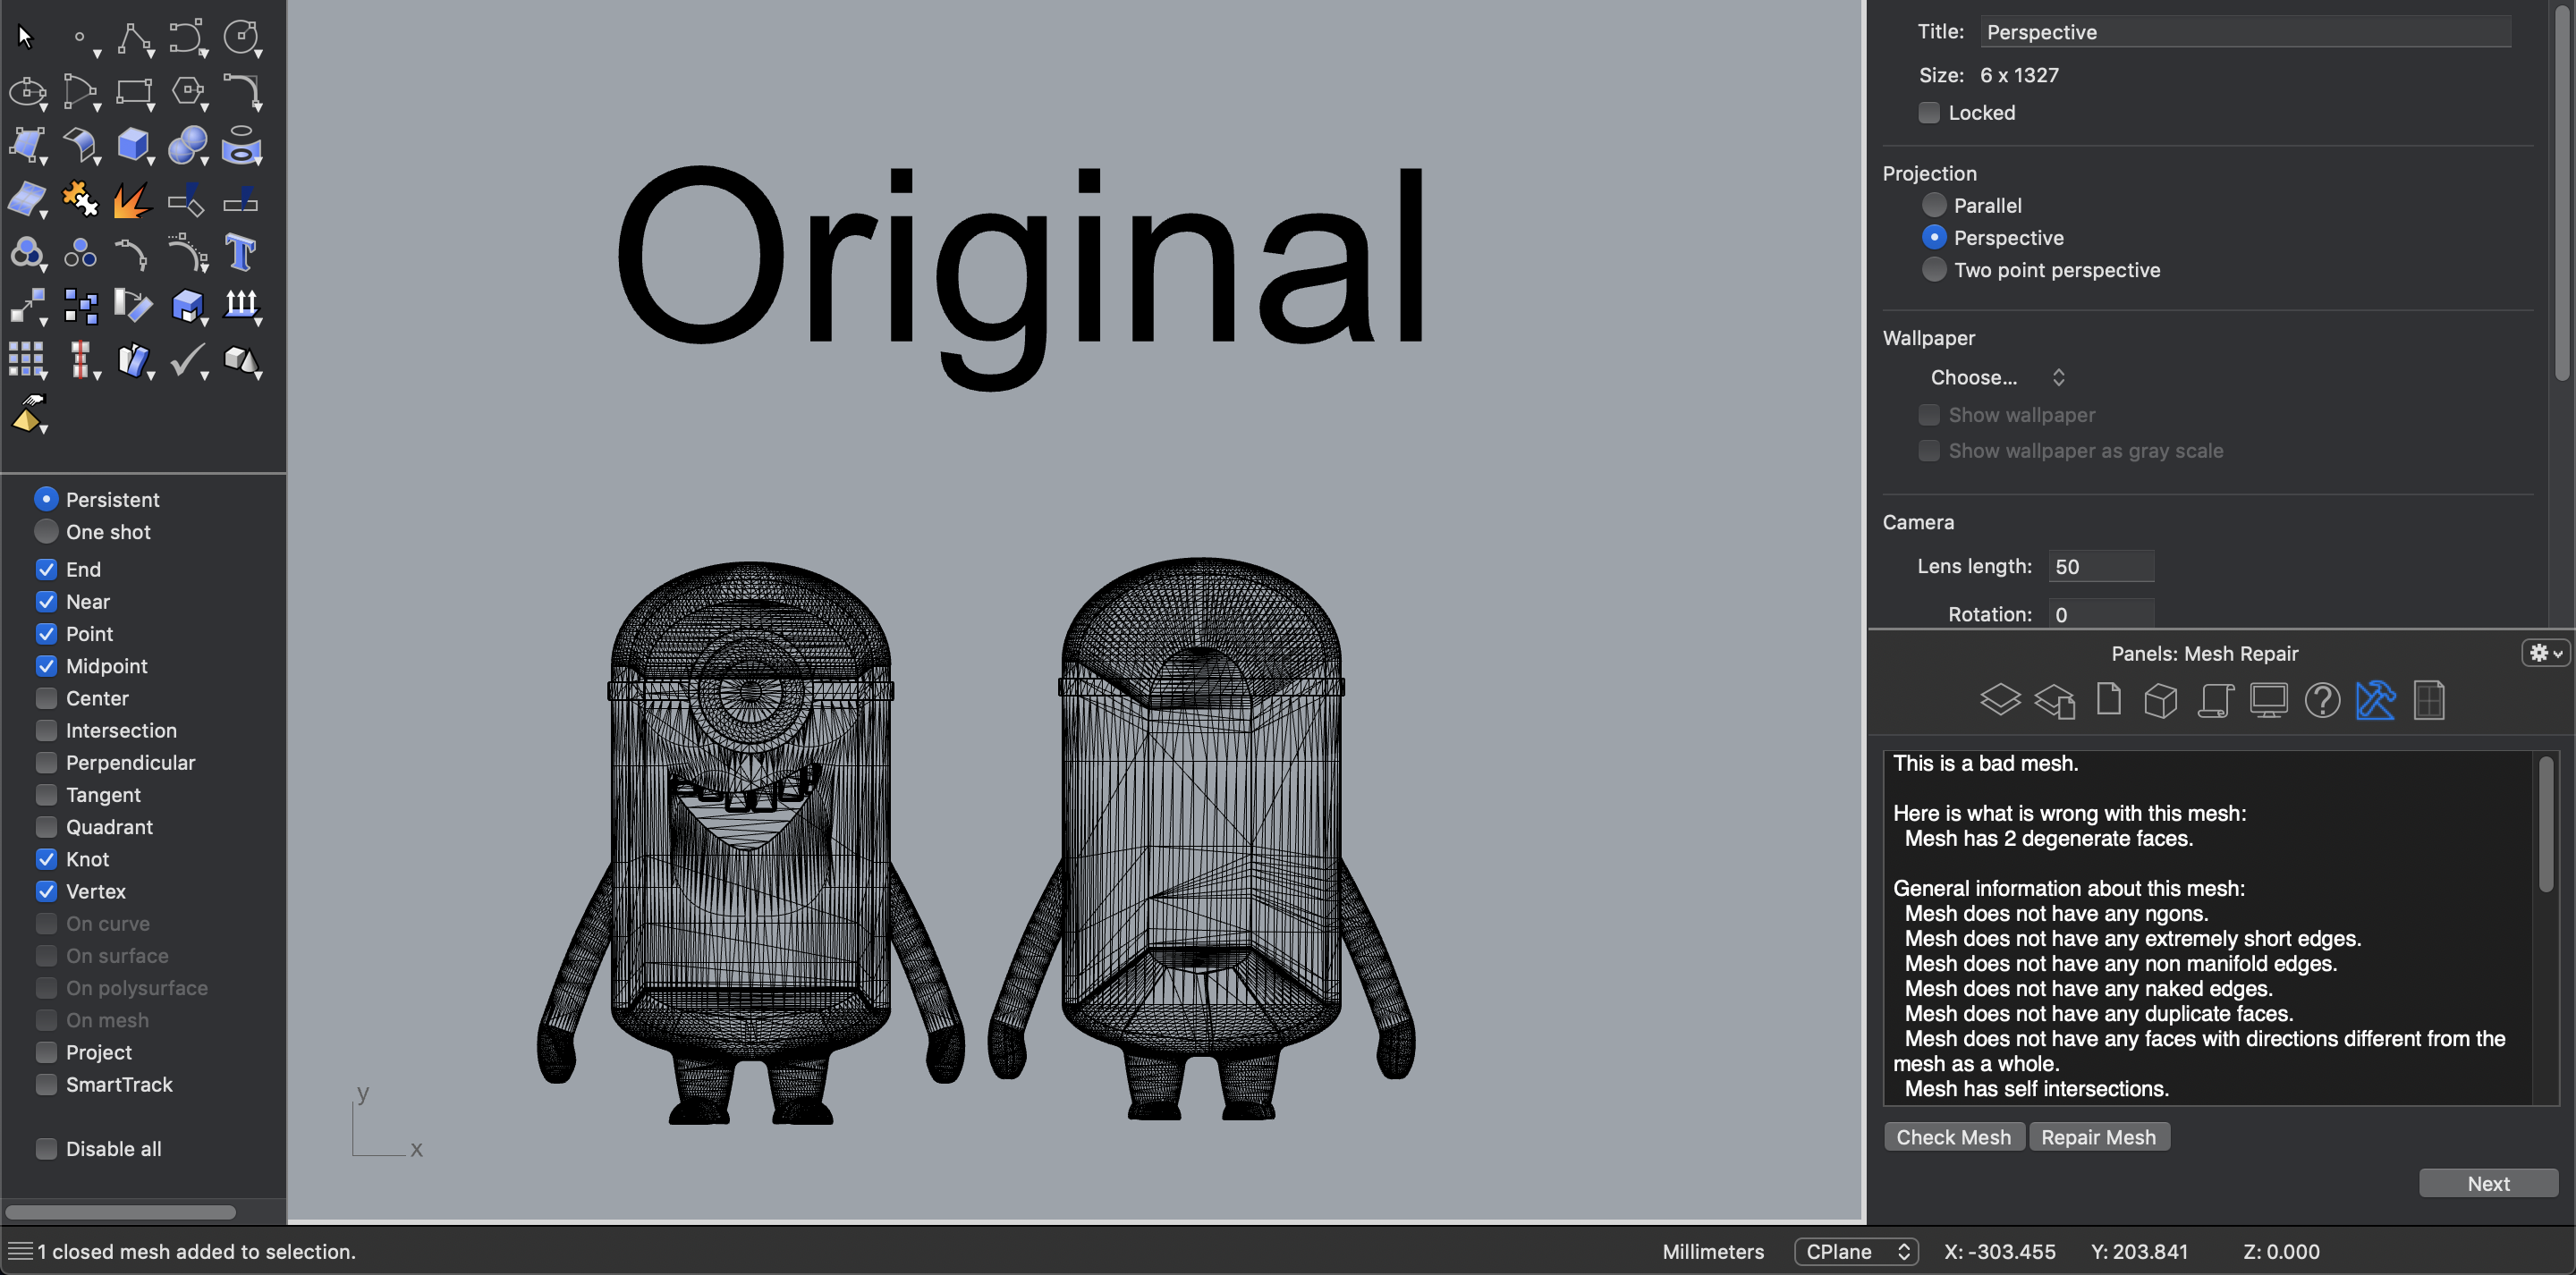 Persistent
One shot
End
Near
Point
Midpoint
Center
Intersection
Perpendicular
Tangent
Quadrant
Knot
Vertex
On curve
On surface
On polysurface
On mesh
Project
SmartTrack
Disable all
Original
y
x
Title: Perspective
Size: 6 x 1327
Locked
Projection
Parallel
Perspective
Two point perspective
Wallpaper
Choose...
Show wallpaper
Show wallpaper as gray scale
Camera
Lens length: 50
Rotation: 0
Panels: Mesh Repair
This is a bad mesh.
Here is what is wrong with this mesh:
Mesh has 2 degenerate faces.
General information about this mesh:
Mesh does not have any ngons.
Mesh does not have any extremely short edges.
Mesh does not have any non manifold edges.
Mesh does not have any naked edges.
Mesh does not have any duplicate faces.
Mesh does not have any faces with directions different from the
mesh as a whole.
Mesh has self intersections.
Check Mesh Repair Mesh
Next
1 closed mesh added to selection.
Millimeters CPlane X: -303.455 Y: 203.841 Z: 0.000